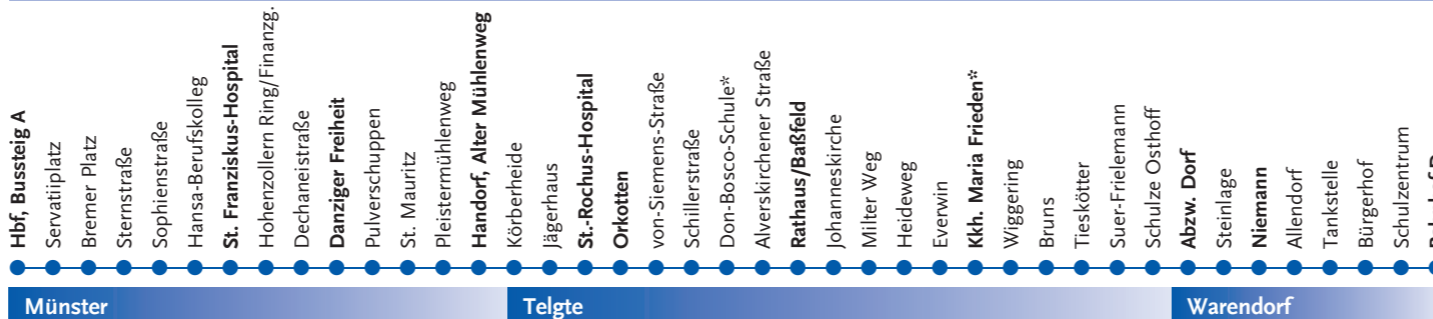 Hbf, Bussteig A
Servatiiplatz
Bremer Platz
Sternstraße
Sophienstraße
Hansa-Berufskolleg
St. Franziskus-Hospital
Hohenzollern Ring/Finanzg.
Dechaneistraße
Danziger Freiheit
Pulverschuppen
St. Mauritz
Pleistermühlenweg
Handorf, Alter Mühlenweg
Körberheide
Jägerhaus
St.-Rochus-Hospital
Orkotten
von-Siemens-Straße
Schillerstraße
Don-Bosco-Schule*
Alverskirchener Straße
Rathaus/Baßfeld
Johanneskirche
Milter Weg
Heideweg
Everwin
Kkh. Maria Frieden*
Wiggering
Bruns
Tieskötter
Suer-Frielemann
Schulze Osthoff
Abzw. Dorf
Steinlage
Niemann
Allendorf
Tankstelle
Bürgerhof
Schulzentrum
Münster
Telgte
Warendorf